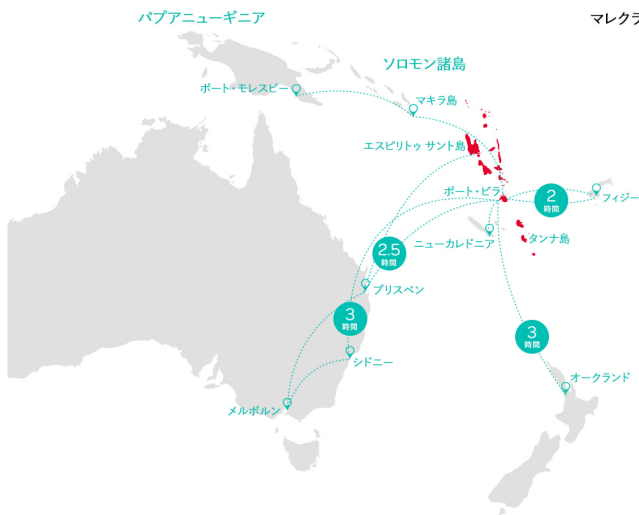 パプアニューギニア
マレクラ
ソロモン諸島
ポート・モレスビー
マキラ島
エスピリトゥ サント島
ポート・ビラ
2
時間
フィジー
ニューカレドニア
タンナ島
2.5
時間
ブリスベン
3
時間
3
時間
シドニー
オークランド
メルボルン